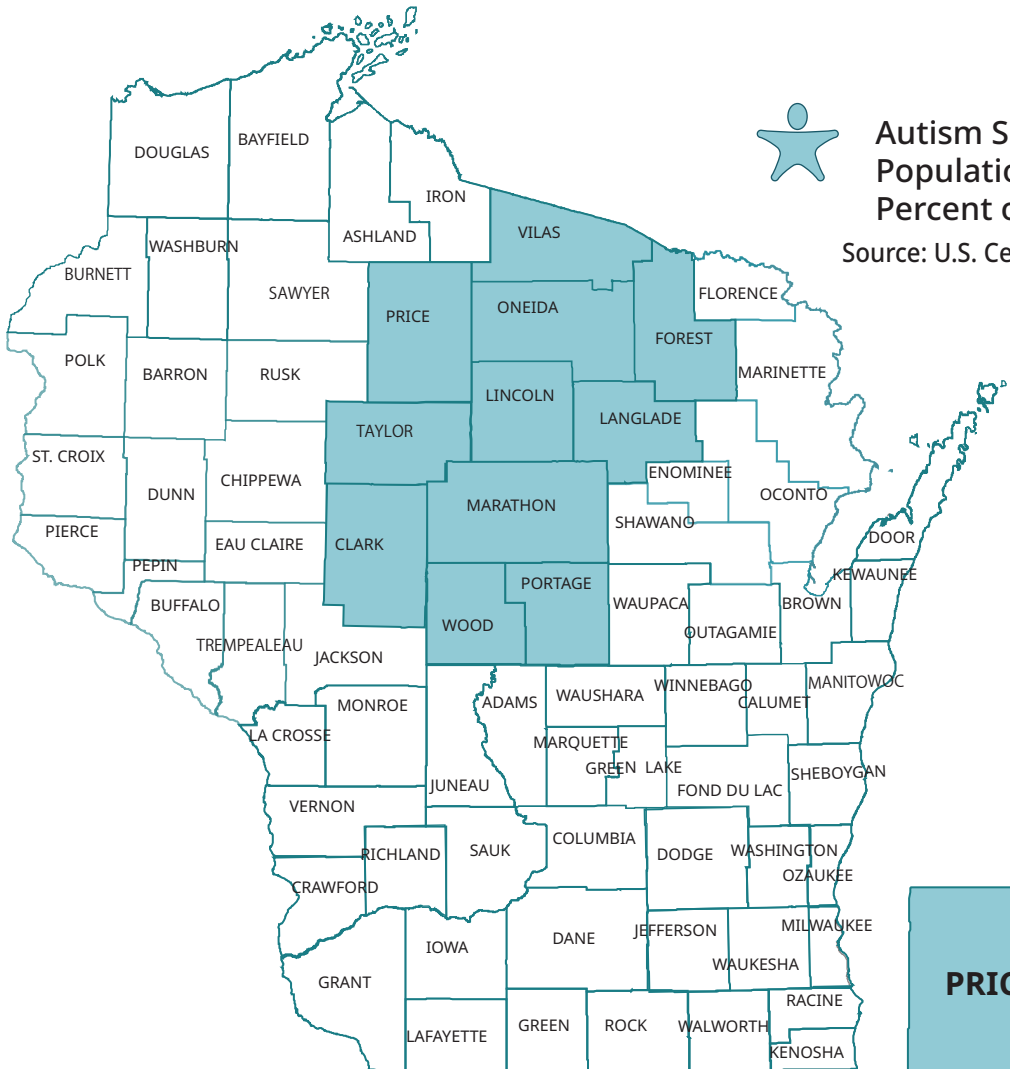 DOUGLAS
BAYFIELD
Autism S
Populatio
Percent o
Source: U.S. Ce
IRON
ASHLAND
VILAS
WASHBURN
BURNETT
SAWYER
FLORENCE
PRICE
ONEIDA
FOREST
POLK
BARRON
RUSK
MARINETTE
LINCOLN
LANGLADE
TAYLOR
ST. CROIX
CHIPPEWA
ENOMINEE
DUNN
OCONTO
MARATHON
SHAWANO
PIERCE
EAU CLAIRE
CLARK
DOOR
PEPIN
KEWAUNEE
PORTAGE
BUFFALO
WAUPACA
BROWN
WOOD
OUTAGAMIE
TREMPEALEAU
JACKSON
MANITOWOC
WINNEBAGO
WAUSHARA
ADAMS
CALUMET
MONROE
LA CROSSE
MARQUETTE
GREEN LAKE
SHEBOYGAN
JUNEAU
FOND DU LAC
VERNON
COLUMBIA
RICHLAND
SAUK
DODGE
WASHINGTON
OZAUKEE
CRAWFORD
MILWAUKEE
JEFFERSON
DANE
IOWA
WAUKESHA
GRANT
PRIC
RACINE
LAFAYETTE
GREEN
ROCK
WALWORTH
KENOSHA